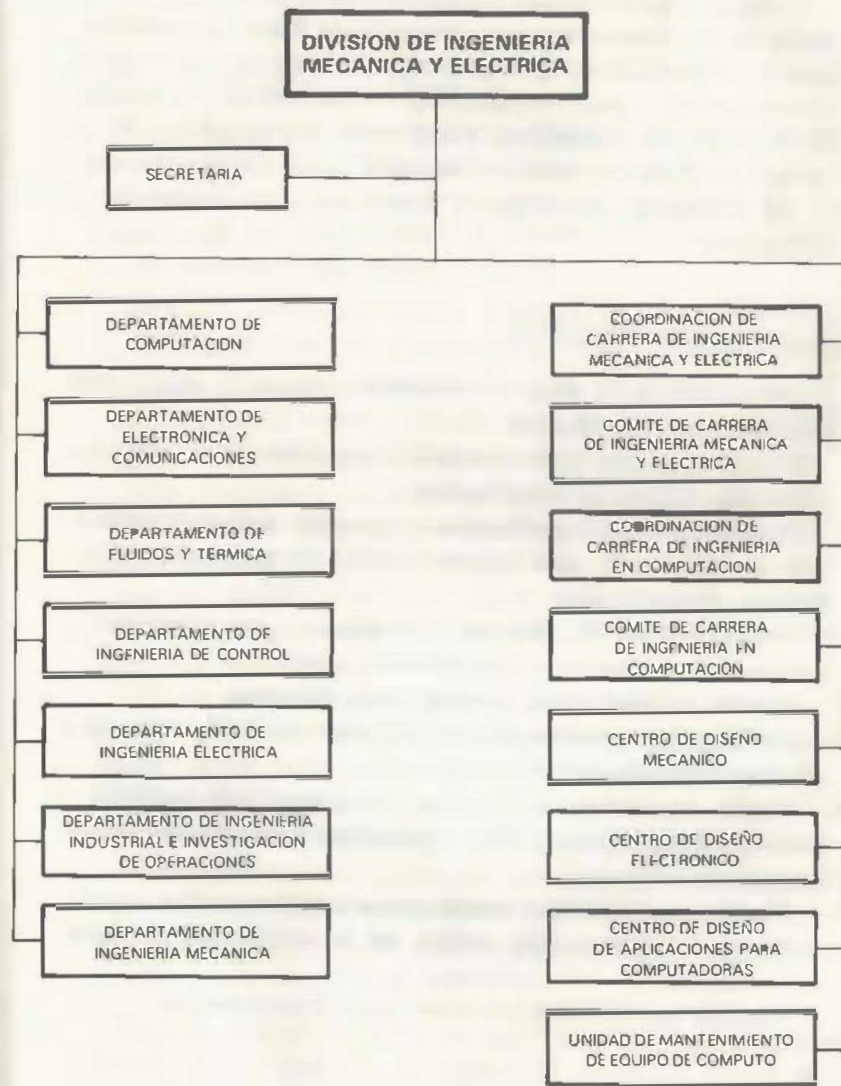 DIVISION DE INGENIERIA
MECANICA Y ELECTRICA
SECRETARIA
DEPARTAMENTO DE
COMPUTACION
DEPARTAMENTO DE
ELECTRONICA Y
COMUNICACIONES
DEPARTAMENTO DE
FLUIDOS Y TERMICA
DEPARTAMENTO DE
INGENIERIA DE CONTROL
DEPARTAMENTO DE
INGENIERIA ELECTRICA
DEPARTAMENTO DE INGENIERIA
INDUSTRIAL E INVESTIGACION
DE OPERACIONES
DEPARTAMENTO DE
INGENIERIA MECANICA
COORDINACION DE
CARRERA DE INGENIERIA
MECANICA Y ELECTRICA
COMITE DE CARRERA
DE INGENIERIA MECANICA
Y ELECTRICA
COORDINACION DE
CARRERA DE INGENIERIA
EN COMPUTACION
COMITE DE CARRERA
DE INGENIERIA EN
COMPUTACIÓN
CENTRO DE DISEÑO
MECANICO
CENTRO DE DISEÑO
ELECTRONICO
CENTRO DE DISEÑO
DE APLICACIONES PARA
COMPUTADORAS
UNIDAD DE MANTENIMIENTO
DE EQUIPO DE COMPUTO